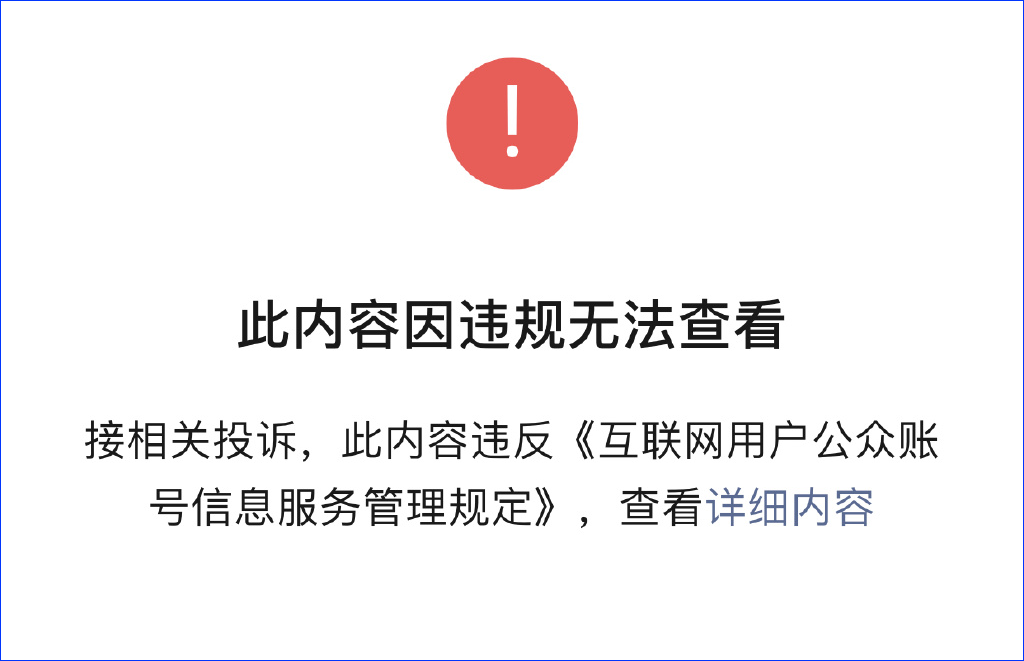 此内容因违规无法查看
接相关投诉，此内容违反《互联网用户公众账
号信息服务管理规定》，查看详细内容